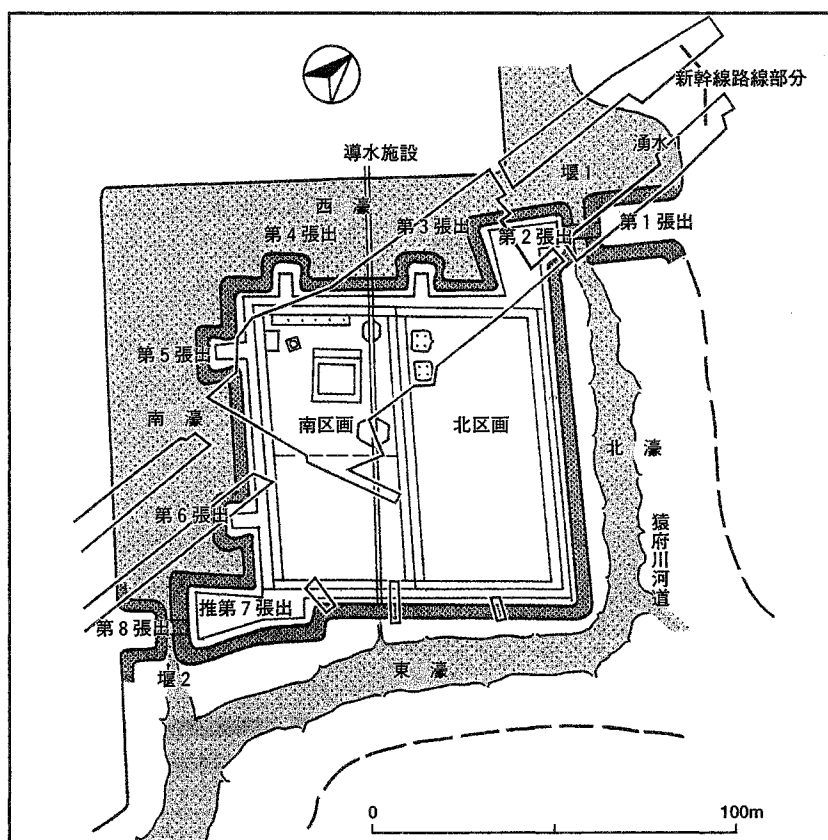 新幹線路線部分
湧水1
堰1
導水施設
西濠
第4張出
第3張出
第2張出
第1張出
第5張出
南濠
南区画
北区画
北濠
猿府川河道
第6張出
推第7張出
第8張出
堰2
東濠
0
100m